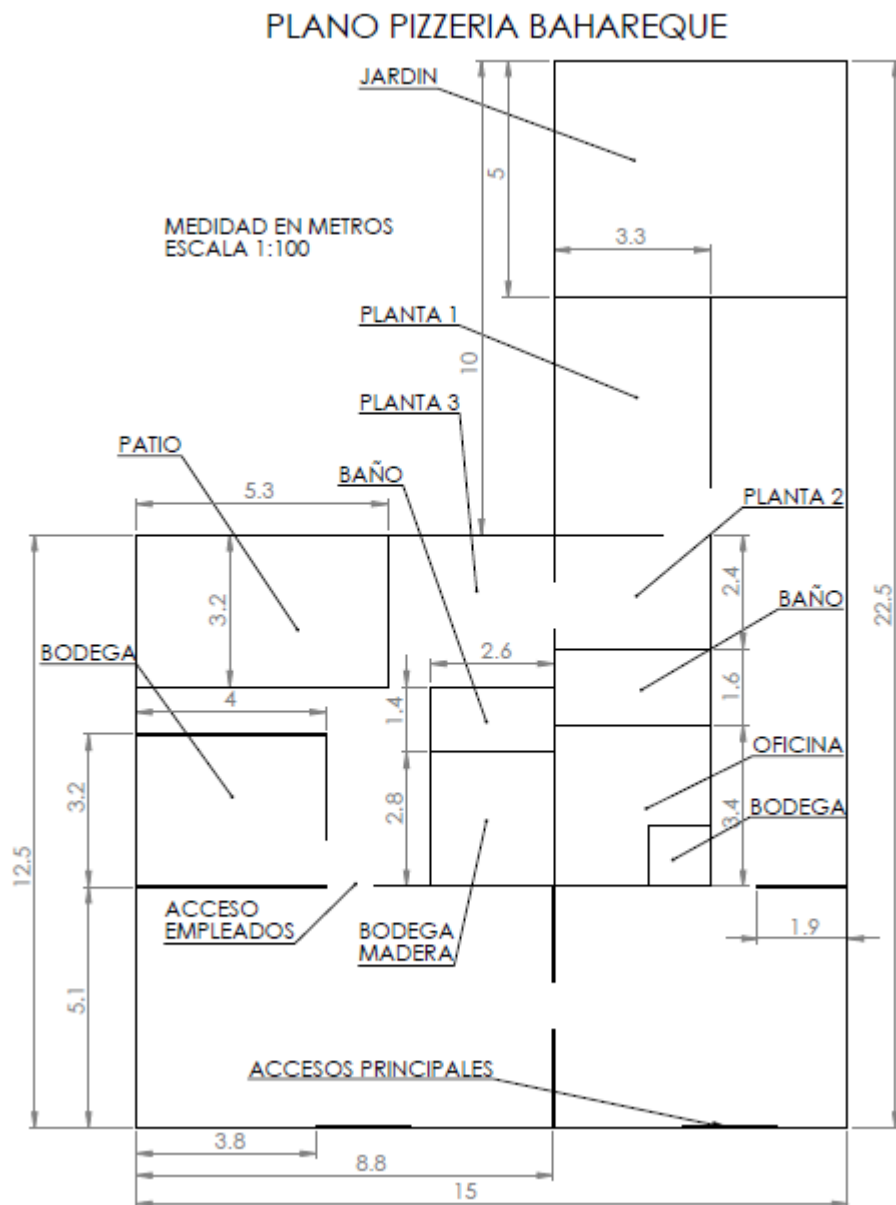 PLANO PIZZERIA BAHAREQUE
JARDIN
5
MEDIDAD EN METROS
ESCALA 1:100
3.3
PLANTA 1
10
PLANTA 3
PATIO
BAÑO
5.3
PLANTA 2
3.2
2.4
BAÑO
22.5
BODEGA
2.6
4
1.4
1.6
OFICINA
3.2
2.8
3.4
BODEGA
12.5
ACCESO
EMPLEADOS
BODEGA
MADERA
1.9
5.1
ACCESOS PRINCIPALES
3.8
8.8
15